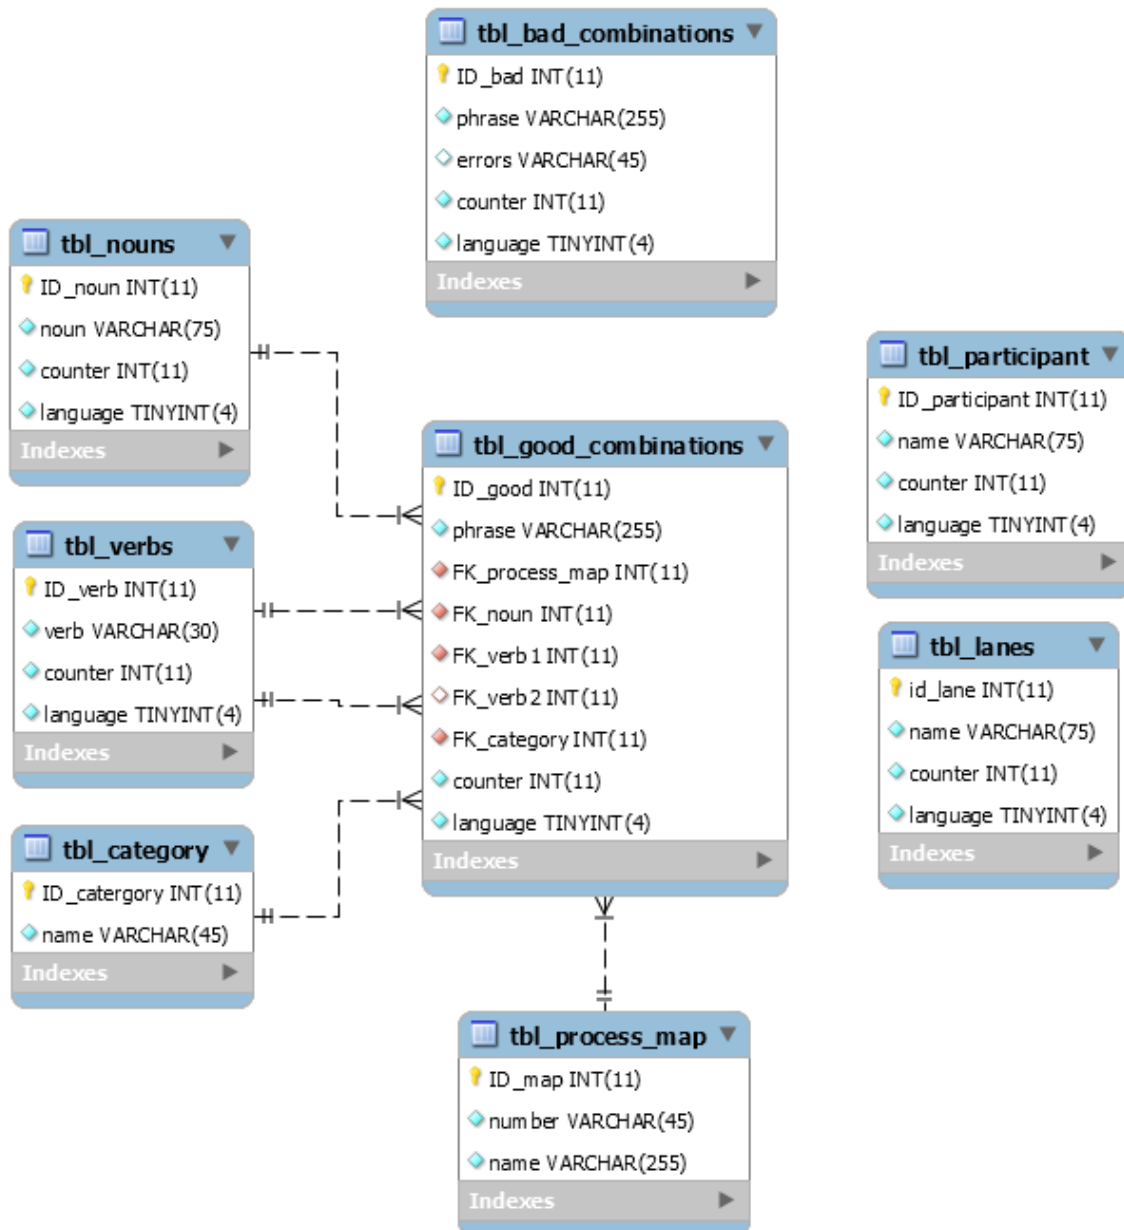 tbl_bad_combinations
ID_bad INT(11)
phrase VARCHAR(255)
errors VARCHAR(45)
counter INT(11)
language TINYINT(4)
Indexes
tbl_nouns
ID_noun INT(11)
noun VARCHAR(75)
counter INT(11)
language TINYINT(4)
Indexes
tbl_participant
ID_participant INT(11)
name VARCHAR(75)
counter INT(11)
language TINYINT(4)
Indexes
tbl_good_combinations
ID_good INT(11)
phrase VARCHAR(255)
FK_process_map INT(11)
FK_noun INT(11)
FK_verb1 INT(11)
FK_verb2 INT(11)
FK_category INT(11)
counter INT(11)
language TINYINT(4)
Indexes
tbl_verbs
ID_verb INT(11)
verb VARCHAR(30)
counter INT(11)
language TINYINT(4)
Indexes
tbl_lanes
id_lane INT(11)
name VARCHAR(75)
counter INT(11)
language TINYINT(4)
Indexes
tbl_category
ID_catergory INT(11)
name VARCHAR(45)
Indexes
tbl_process_map
ID_map INT(11)
number VARCHAR(45)
name VARCHAR(255)
Indexes